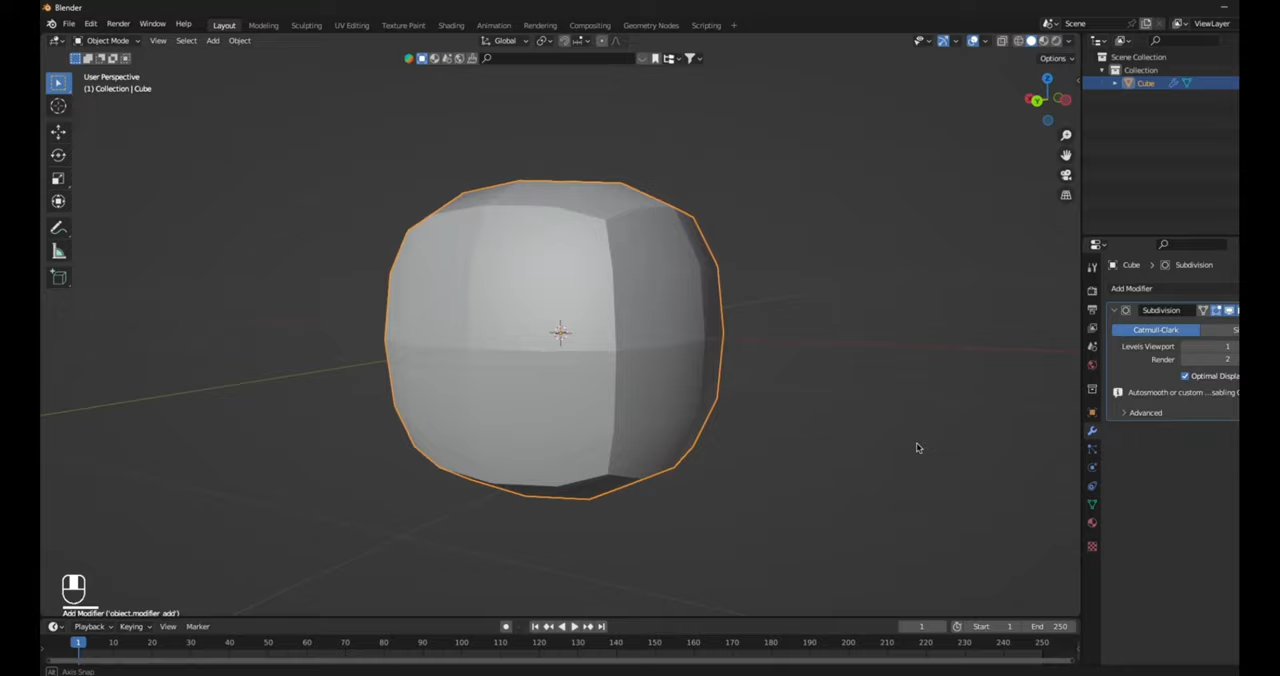 Blender
File Edit Render Window Help Layout Modeling Sculpting UV Editing Texture Paint Shading Animation Rendering Compositing Geometry Nodes Scripting + Scene ViewLayer
Object Mode View Select Add Object Global
Options
User Perspective
(1) Collection | Cube
Z
Y
Scene Collection
Collection
Cube
Cube > Subdivision
Add Modifier
Subdivision
Catmull-Clark S
Levels Viewport 1
Render 2
Optimal Displa
Autosmooth or custom ...sabling C
Advanced
Add Modifier ('object.modifier_add')
Playback Keying View Marker 1 Start 1 End 250
1 10 20 30 40 50 60 70 80 90 100 110 120 130 140 150 160 170 180 190 200 210 220 230 240 250
Alt Axis Snap